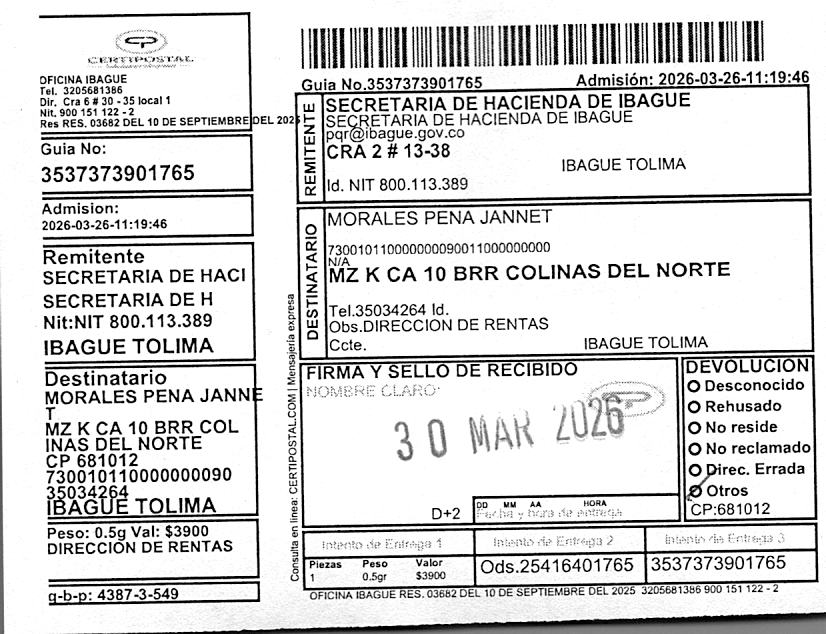 CERTIPOSTAL
OFICINA IBAGUE
Tel. 3205681386
Dir. Cra 6 # 30 - 35 local 1
Nit. 900 151 122 - 2
Res RES. 03682 DEL 10 DE SEPTIEMBRE DEL 2025
Guia No:
3537373901765
Admision:
2026-03-26-11:19:46
Remitente
SECRETARIA DE HACI
SECRETARIA DE H
Nit:NIT 800.113.389
IBAGUE TOLIMA
Destinatario
MORALES PENA JANNE
T
MZ K CA 10 BRR COL
INAS DEL NORTE
CP 681012
730010110000000090
35034264
IBAGUE TOLIMA
Peso: 0.5g Val: $3900
DIRECCION DE RENTAS
q-b-p: 4387-3-549
Consulta en línea: CERTIPOSTAL.COM | Mensajería expresa
Guia No.3537373901765 Admisión: 2026-03-26-11:19:46
REMITENTE
SECRETARIA DE HACIENDA DE IBAGUE
SECRETARIA DE HACIENDA DE IBAGUE
pqr@ibague.gov.co
CRA 2 # 13-38
IBAGUE TOLIMA
Id. NIT 800.113.389
DESTINATARIO
MORALES PENA JANNET
730010110000000090011000000000
N/A
MZ K CA 10 BRR COLINAS DEL NORTE
Tel.35034264 Id.
Obs.DIRECCION DE RENTAS
Ccte. IBAGUE TOLIMA
FIRMA Y SELLO DE RECIBIDO
NOMBRE CLARO:
30 MAR 2026
D+2
DD MM AA HORA
Fecha y hora de entrega
DEVOLUCION
Desconocido
Rehusado
No reside
No reclamado
Direc. Errada
Otros
CP:681012
Intento de Entrega 1 Intento de Entrega 2 Intento de Entrega 3
Piezas Peso Valor
1 0.5gr $3900
Ods.25416401765
3537373901765
OFICINA IBAGUE RES. 03682 DEL 10 DE SEPTIEMBRE DEL 2025 3205681386 900 151 122 - 2